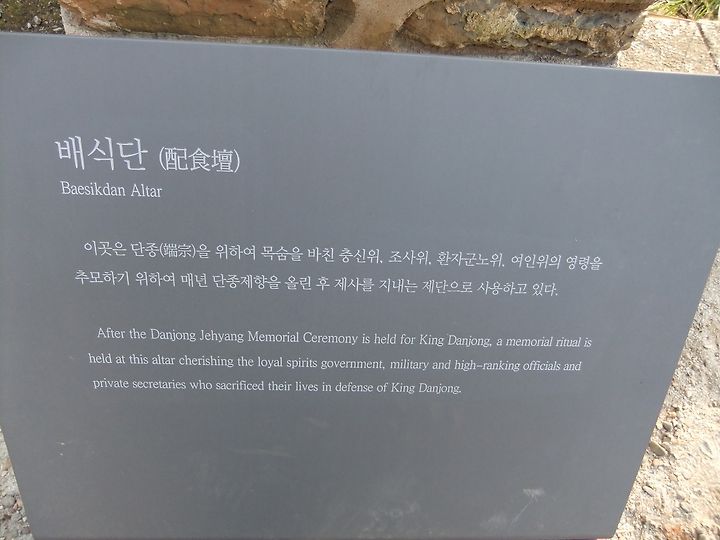 배식단 (配食壇)
Baesikdan Altar
이곳은 단종(端宗)을 위하여 목숨을 바친 충신위, 조사위, 환자군노위, 여인위의 영령을
추모하기 위하여 매년 단종제향을 올린 후 제사를 지내는 제단으로 사용하고 있다.
After the Danjong Jehyang Memorial Ceremony is held for King Danjong, a memorial ritual is
held at this altar cherishing the loyal spirits government, military and high-ranking officials and
private secretaries who sacrificed their lives in defense of King Danjong.